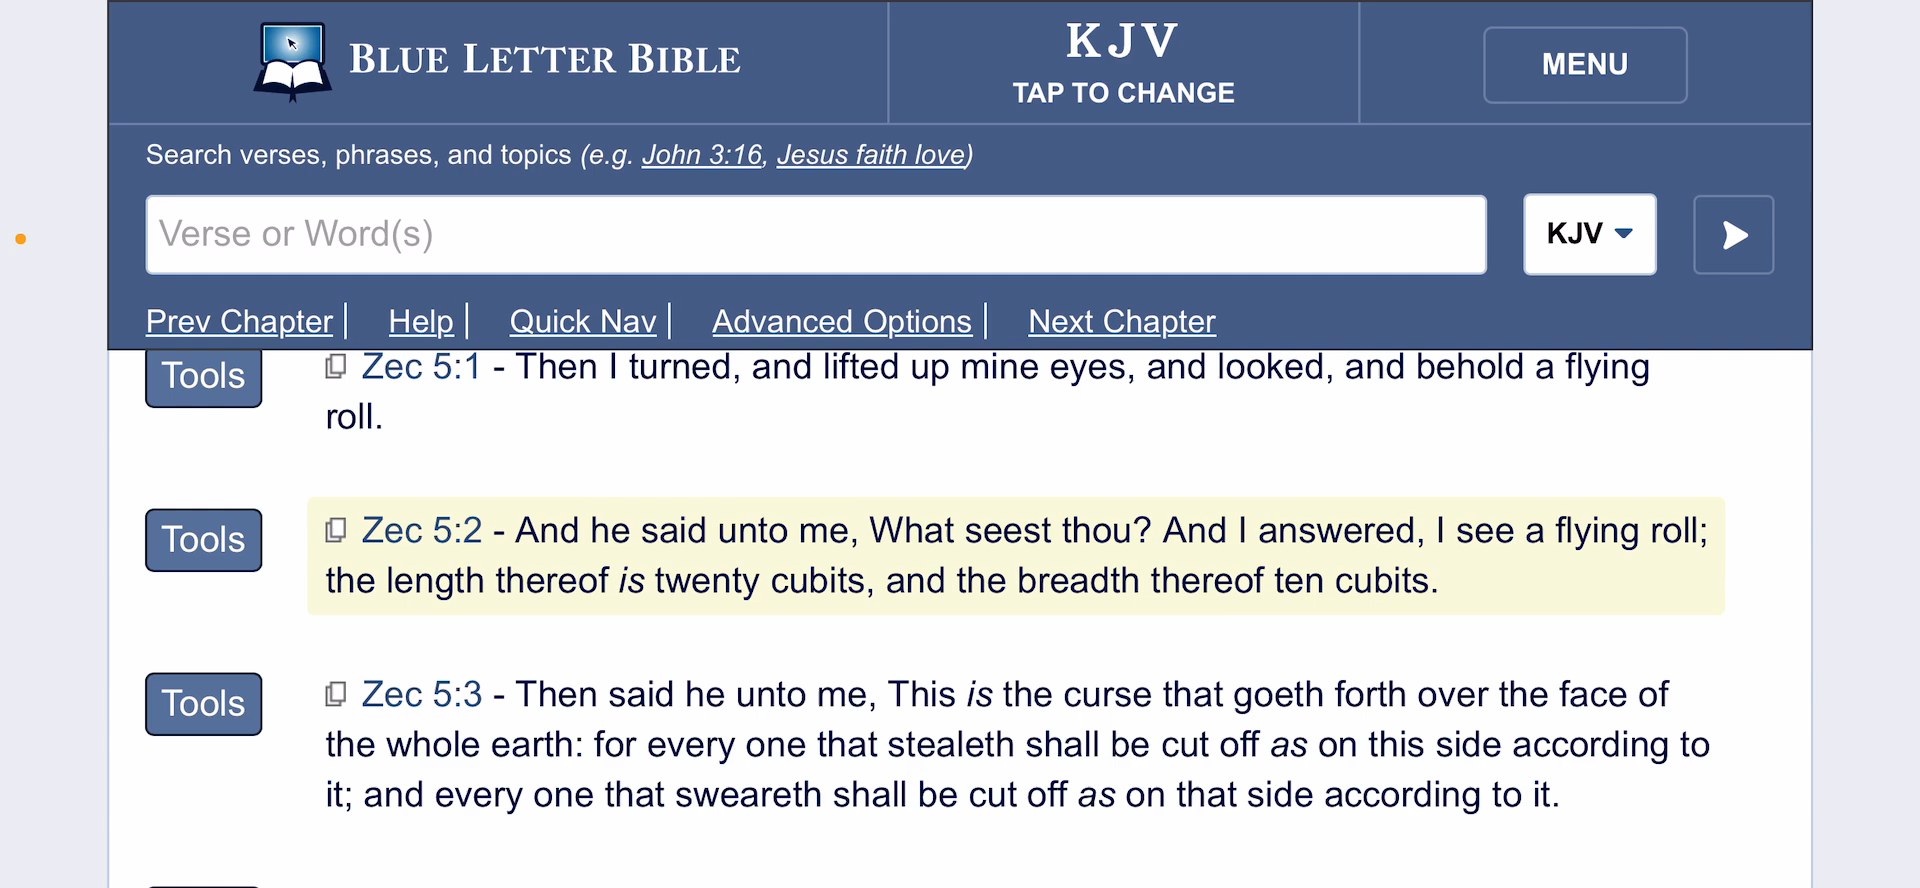 BLUE LETTER BIBLE
KJV
TAP TO CHANGE
MENU
Search verses, phrases, and topics (e.g. John 3:16, Jesus faith love)
Verse or Word(s)
KJV
Prev Chapter | Help | Quick Nav | Advanced Options | Next Chapter
Tools
Zec 5:1 - Then I turned, and lifted up mine eyes, and looked, and behold a flying
roll.
Tools
Zec 5:2 - And he said unto me, What seest thou? And I answered, I see a flying roll;
the length thereof is twenty cubits, and the breadth thereof ten cubits.
Tools
Zec 5:3 - Then said he unto me, This is the curse that goeth forth over the face of
the whole earth: for every one that stealeth shall be cut off as on this side according to
it; and every one that sweareth shall be cut off as on that side according to it.